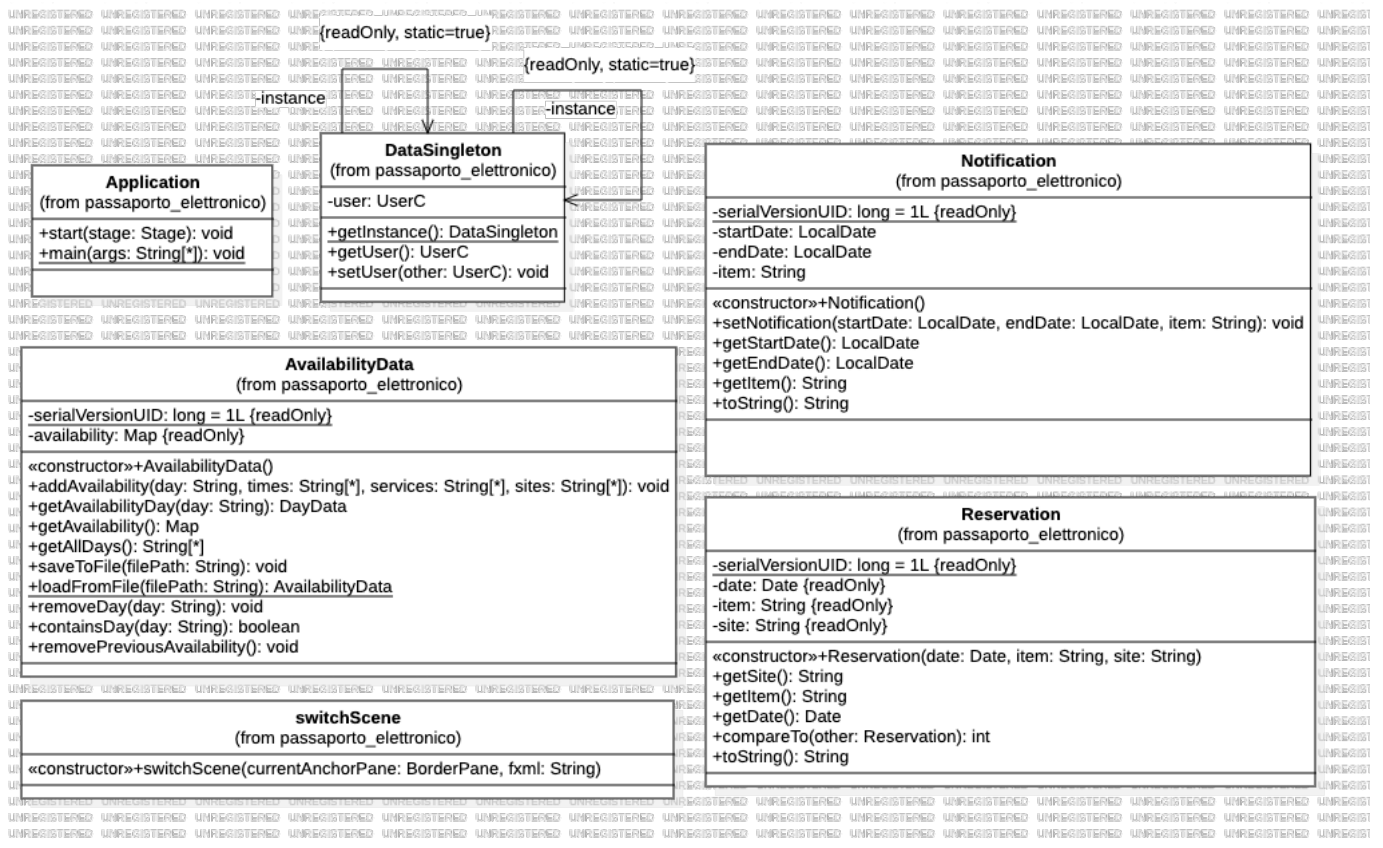 {readOnly, static=true}
{readOnly, static=true}
-instance
-instance
DataSingleton
(from passaporto_elettronico)
-user: UserC
+getInstance(): DataSingleton
+getUser(): UserC
+setUser(other: UserC): void
Application
(from passaporto_elettronico)
+start(stage: Stage): void
+main(args: String[*]): void
Notification
(from passaporto_elettronico)
-serialVersionUID: long = 1L {readOnly}
-startDate: LocalDate
-endDate: LocalDate
-item: String
«constructor»+Notification()
+setNotification(startDate: LocalDate, endDate: LocalDate, item: String): void
+getStartDate(): LocalDate
+getEndDate(): LocalDate
+getItem(): String
+toString(): String
AvailabilityData
(from passaporto_elettronico)
-serialVersionUID: long = 1L {readOnly}
-availability: Map {readOnly}
«constructor»+AvailabilityData()
+addAvailability(day: String, times: String[*], services: String[*], sites: String[*]): void
+getAvailabilityDay(day: String): DayData
+getAvailability(): Map
+getAllDays(): String[*]
+saveToFile(filePath: String): void
+loadFromFile(filePath: String): AvailabilityData
+removeDay(day: String): void
+containsDay(day: String): boolean
+removePreviousAvailability(): void
Reservation
(from passaporto_elettronico)
-serialVersionUID: long = 1L {readOnly}
-date: Date {readOnly}
-item: String {readOnly}
-site: String {readOnly}
«constructor»+Reservation(date: Date, item: String, site: String)
+getSite(): String
+getItem(): String
+getDate(): Date
+compareTo(other: Reservation): int
+toString(): String
switchScene
(from passaporto_elettronico)
«constructor»+switchScene(currentAnchorPane: BorderPane, fxml: String)
UNREGISTERED